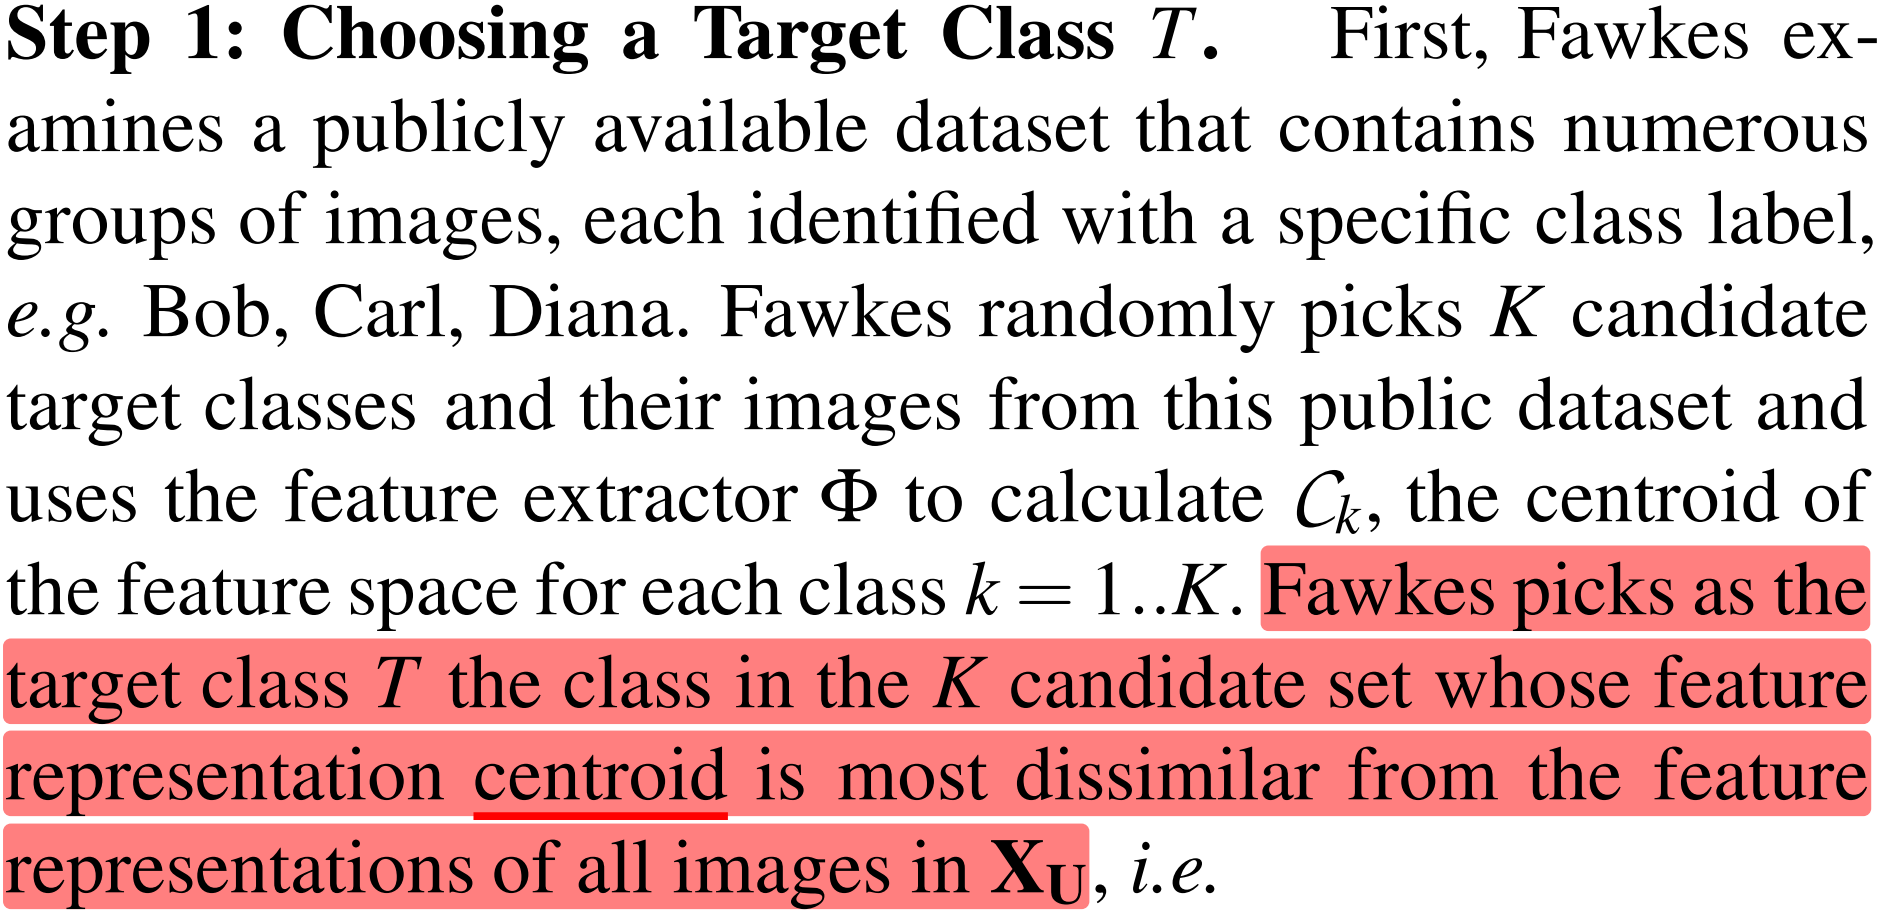 Step 1: Choosing a Target Class T. First, Fawkes ex-
amines a publicly available dataset that contains numerous
groups of images, each identified with a specific class label,
e.g. Bob, Carl, Diana. Fawkes randomly picks K candidate
target classes and their images from this public dataset and
uses the feature extractor Φ to calculate 𝒞ₖ, the centroid of
the feature space for each class k = 1..K. Fawkes picks as the
target class T the class in the K candidate set whose feature
representation centroid is most dissimilar from the feature
representations of all images in X_U, i.e.